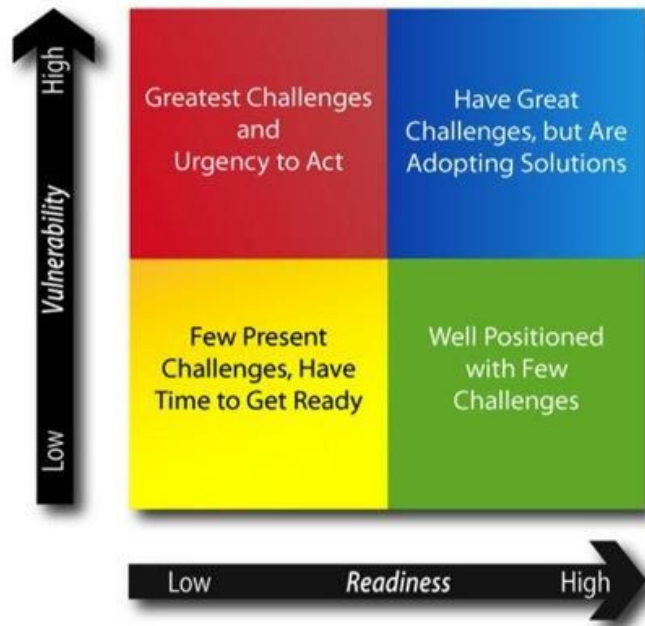 High
Vulnerability
Low
Greatest Challenges
and
Urgency to Act
Have Great
Challenges, but Are
Adopting Solutions
Few Present
Challenges, Have
Time to Get Ready
Well Positioned
with Few
Challenges
Low Readiness High